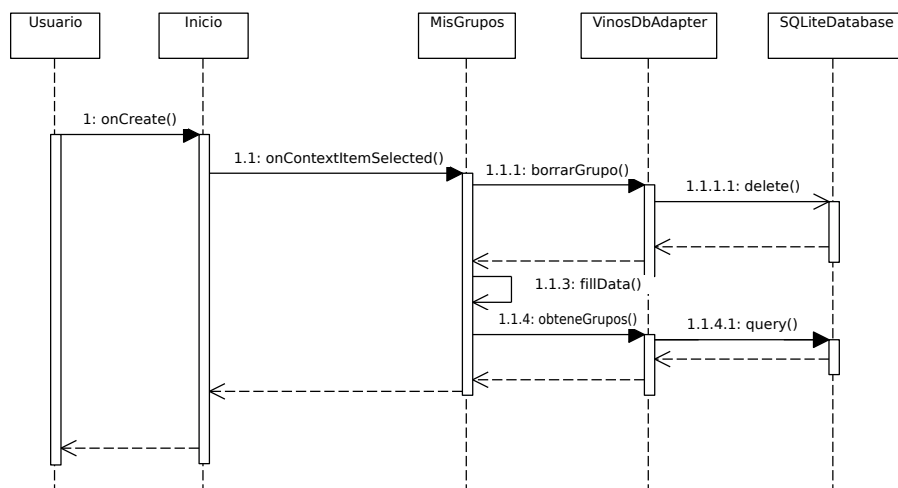 Usuario
Inicio
MisGrupos
VinosDbAdapter
SQLiteDatabase
1: onCreate()
1.1: onContextItemSelected()
1.1.1: borrarGrupo()
1.1.1.1: delete()
1.1.3: fillData()
1.1.4: obteneGrupos()
1.1.4.1: query()